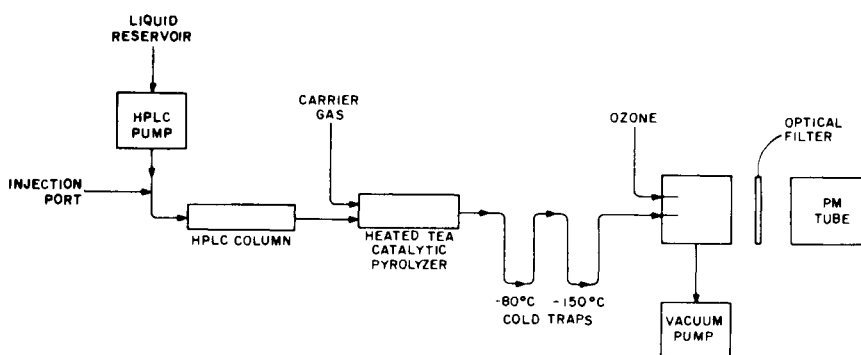 LIQUID
RESERVOIR
HPLC
PUMP
INJECTION
PORT
HPLC COLUMN
CARRIER
GAS
HEATED TEA
CATALYTIC
PYROLYZER
-80°C -150°C
COLD TRAPS
OZONE
OPTICAL
FILTER
PM
TUBE
VACUUM
PUMP